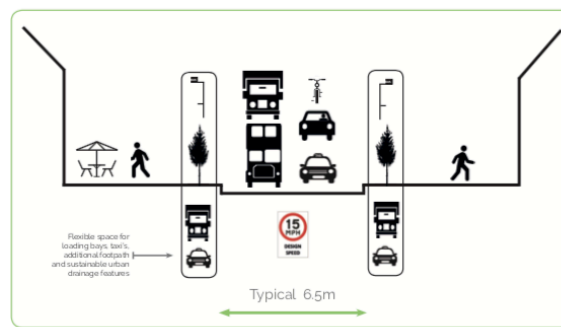 15
MPH
DESIGN
SPEED
Flexible space for
loading bays, taxi's,
additional footpath
and sustainable urban
drainage features
Typical 6.5m